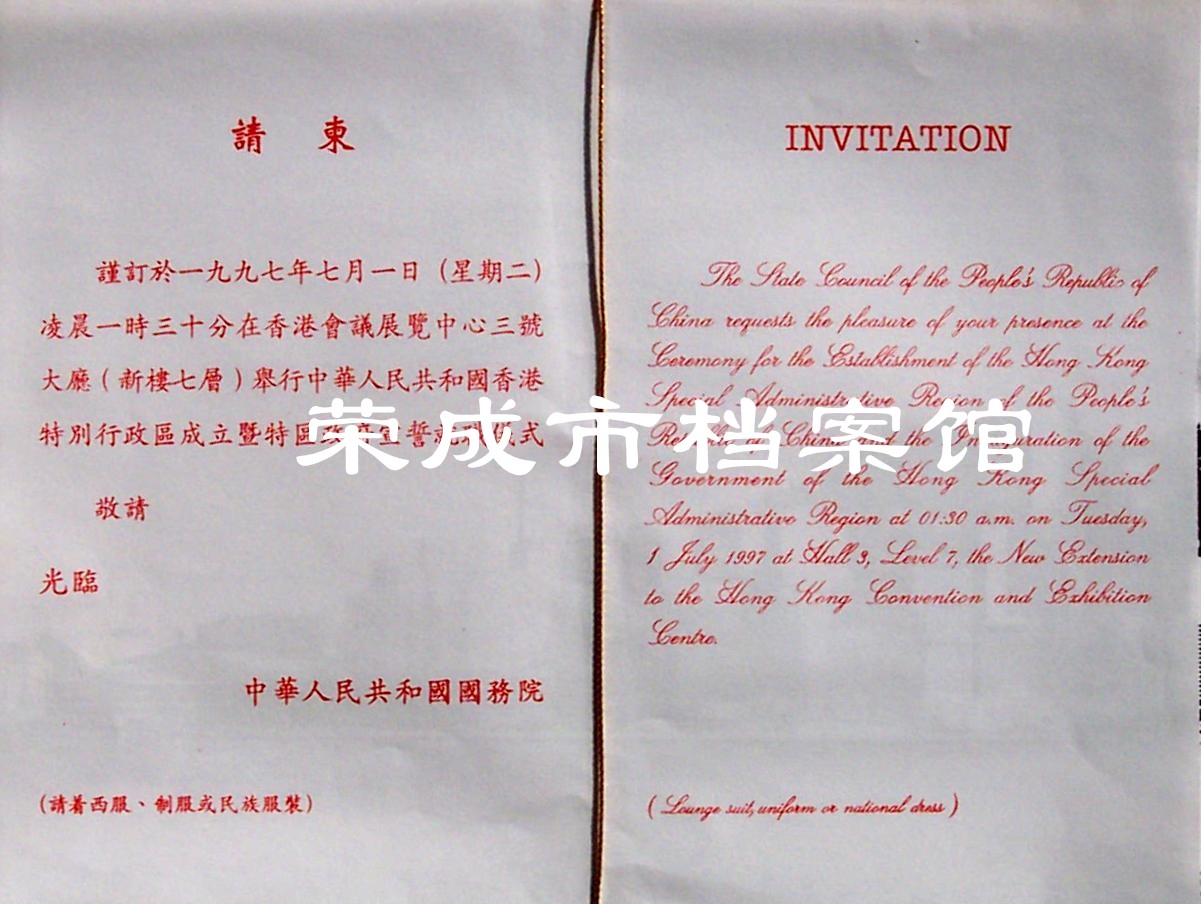 請柬
謹訂於一九九七年七月一日(星期二)
凌晨一時三十分在香港會議展覽中心三號
大廳(新樓七層)舉行中華人民共和國香港
特別行政區成立暨特區 誓 式
敬請
光臨
中華人民共和國國務院
(請着西服、制服或民族服裝)
INVITATION
The State Council of the People's Republic of
China requests the pleasure of your presence at the
Ceremony for the Establishment of the Hong Kong
Special Administrative Region of the People's
Republic of China and the Inauguration of the
Government of the Hong Kong Special
Administrative Region at 01:30 a.m. on Tuesday,
1 July 1997 at Hall 3, Level 7, the New Extension
to the Hong Kong Convention and Exhibition
Centre.
(Lounge suit, uniform or national dress)
荣成市档案馆